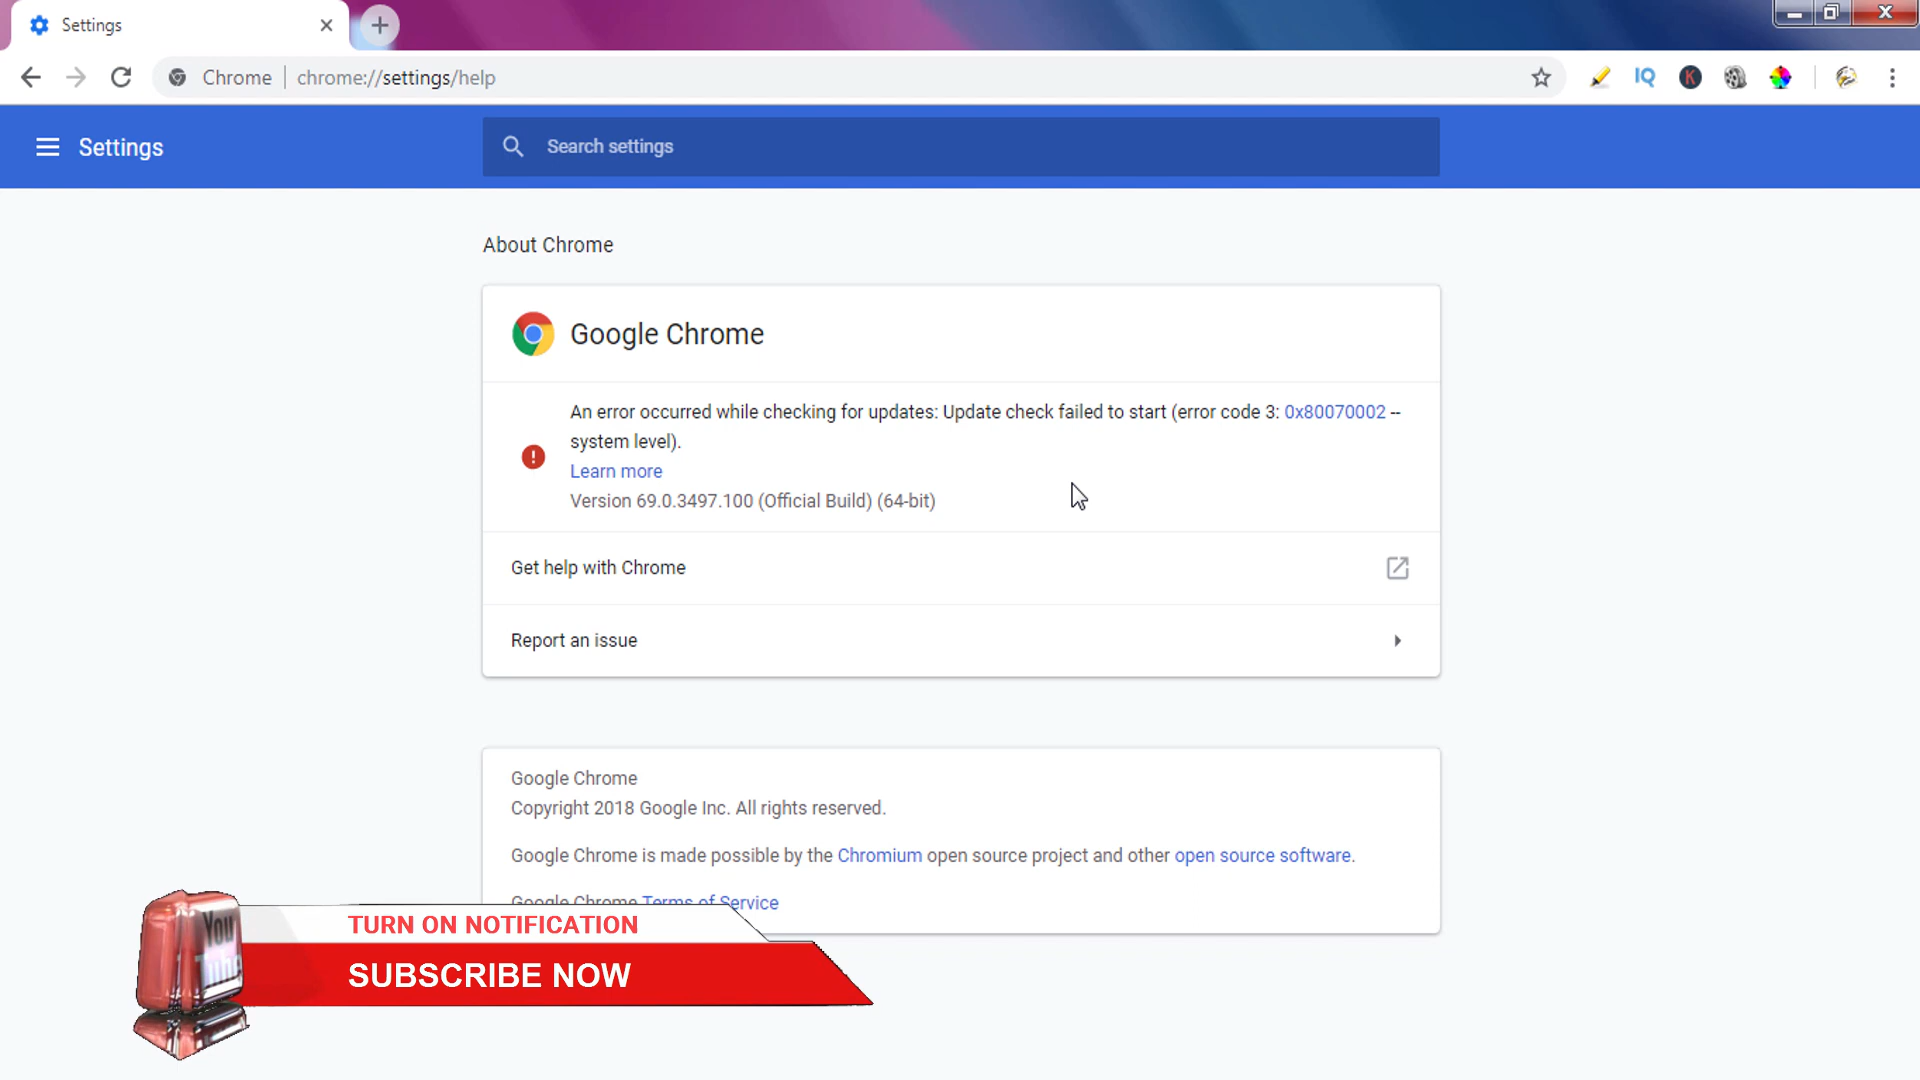 Settings
Chrome
chrome://settings/help
IQ
K
Settings
Search settings
About Chrome
Google Chrome
An error occurred while checking for updates: Update check failed to start (error code 3: 0x80070002 --
system level).
Learn more
Version 69.0.3497.100 (Official Build) (64-bit)
Get help with Chrome
Report an issue
Google Chrome
Copyright 2018 Google Inc. All rights reserved.
Google Chrome is made possible by the Chromium open source project and other open source software.
Google Chrome Terms of Service
TURN ON NOTIFICATION
SUBSCRIBE NOW
You
Tube